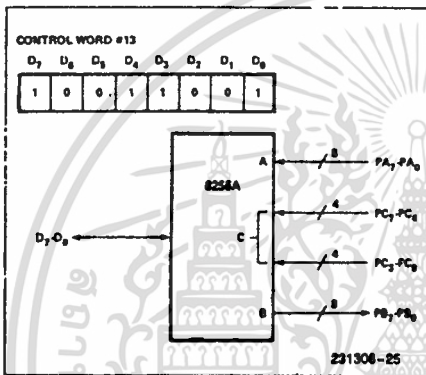 CONTROL WORD #13
D7 D6 D5 D4 D3 D2 D1 D0
1 0 0 1 1 0 0 1
A
8 PA7-PA0
8255A
4 PC7-PC4
D7-D0
C
4 PC3-PC0
B
8 PB7-PB0
231308-25